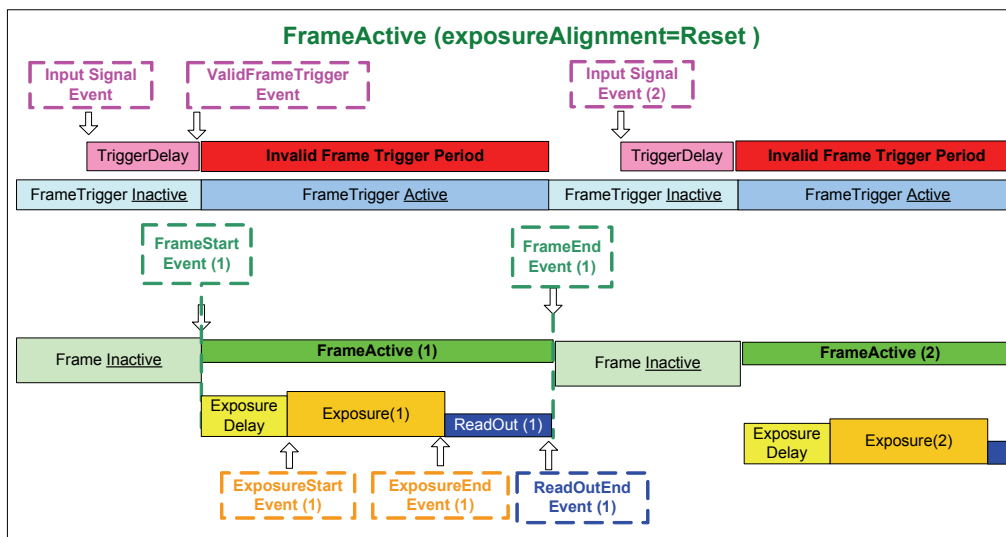 FrameActive (exposureAlignment=Reset )
Input Signal
Event
ValidFrameTrigger
Event
Input Signal
Event (2)
TriggerDelay
Invalid Frame Trigger Period
TriggerDelay
Invalid Frame Trigger Period
FrameTrigger Inactive
FrameTrigger Active
FrameTrigger Inactive
FrameTrigger Active
FrameStart
Event (1)
FrameEnd
Event (1)
Frame Inactive
FrameActive (1)
Frame Inactive
FrameActive (2)
Exposure
Delay
Exposure(1)
ReadOut (1)
Exposure
Delay
Exposure(2)
ExposureStart
Event (1)
ExposureEnd
Event (1)
ReadOutEnd
Event (1)